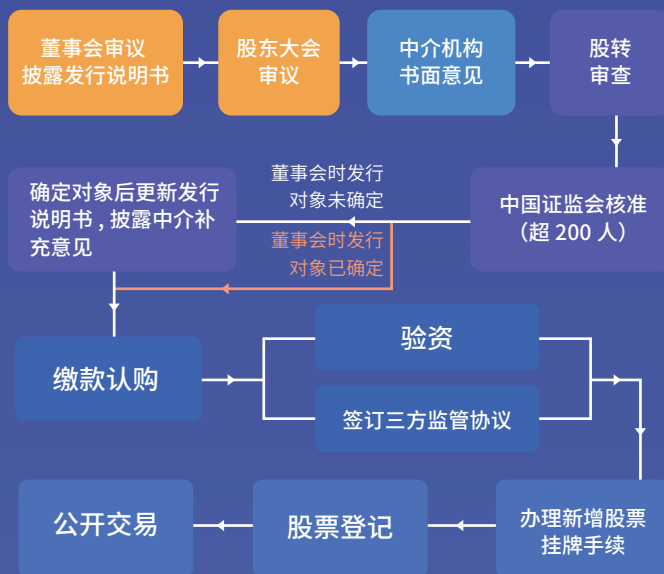 董事会审议
披露发行说明书
股东大会
审议
中介机构
书面意见
股转
审查
中国证监会核准
（超 200 人）
董事会时发行
对象未确定
董事会时发行
对象已确定
确定对象后更新发行
说明书 , 披露中介补
充意见
缴款认购
验资
签订三方监管协议
办理新增股票
挂牌手续
股票登记
公开交易